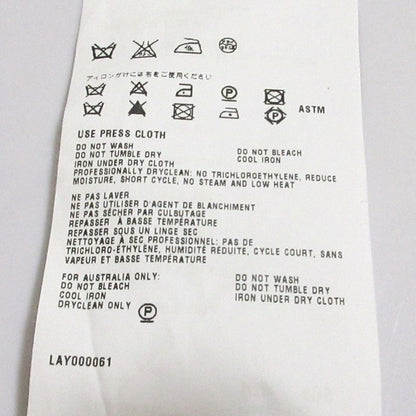 アイロンがけには布をご使用ください
ASTM
USE PRESS CLOTH
DO NOT WASH DO NOT BLEACH
DO NOT TUMBLE DRY COOL IRON
IRON UNDER DRY CLOTH
PROFESSIONALLY DRYCLEAN: NO TRICHLOROETHYLENE, REDUCE
MOISTURE, SHORT CYCLE, NO STEAM AND LOW HEAT
NE PAS LAVER
NE PAS UTILISER D'AGENT DE BLANCHIMENT
NE PAS SÉCHER PAR CULBUTAGE
REPASSER À BASSE TEMPÉRATURE
REPASSER SOUS UN LINGE SEC
NETTOYAGE À SEC PROFESSIONNEL: PAS DE
TRICHLORO-ÉTHYLENE, HUMIDITÉ RÉDUITE, CYCLE COURT, SANS
VAPEUR ET BASSE TEMPÉRATURE
FOR AUSTRALIA ONLY: DO NOT WASH
DO NOT BLEACH DO NOT TUMBLE DRY
COOL IRON IRON UNDER DRY CLOTH
DRYCLEAN ONLY P
LAY000061